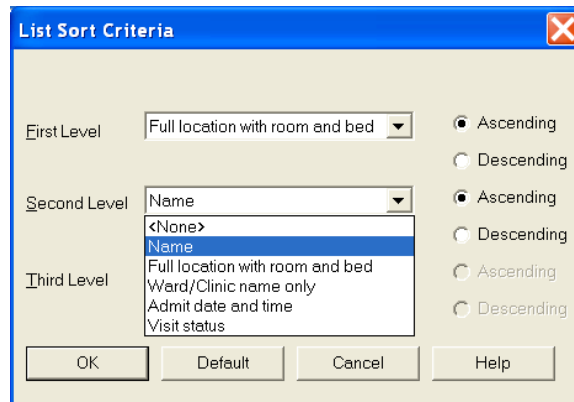 List Sort Criteria
First Level
Full location with room and bed
Ascending
Descending
Second Level
Name
Ascending
Descending
<None>
Name
Full location with room and bed
Ward/Clinic name only
Admit date and time
Visit status
Third Level
Ascending
Descending
OK
Default
Cancel
Help